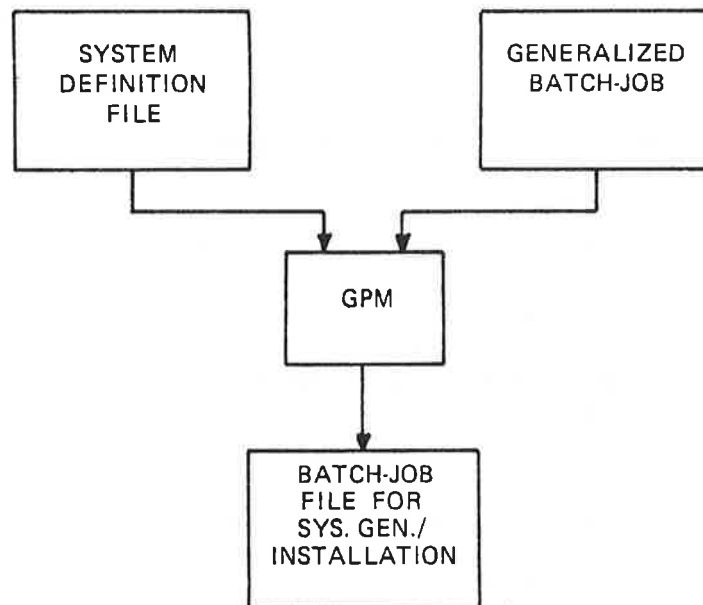 SYSTEM
DEFINITION
FILE
GENERALIZED
BATCH-JOB
GPM
BATCH-JOB
FILE FOR
SYS. GEN./
INSTALLATION